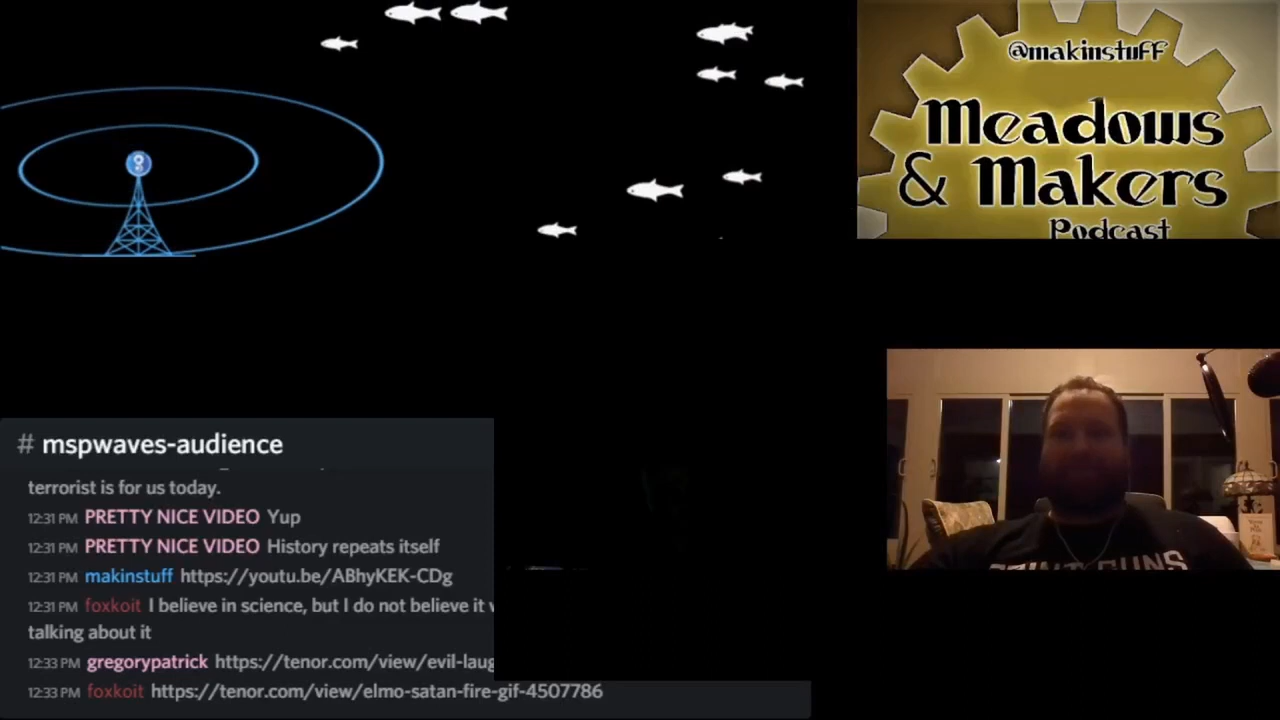 @makinstuff
Meadows
& Makers
Podcast
# mspwaves-audience
terrorist is for us today.
12:31 PM PRETTY NICE VIDEO Yup
12:31 PM PRETTY NICE VIDEO History repeats itself
12:31 PM makinstuff https://youtu.be/ABhyKEK-CDg
12:31 PM foxkoit I believe in science, but I do not believe it
talking about it
12:33 PM gregorypatrick https://tenor.com/view/evil-laug
12:33 PM foxkoit https://tenor.com/view/elmo-satan-fire-gif-4507786
GUNS